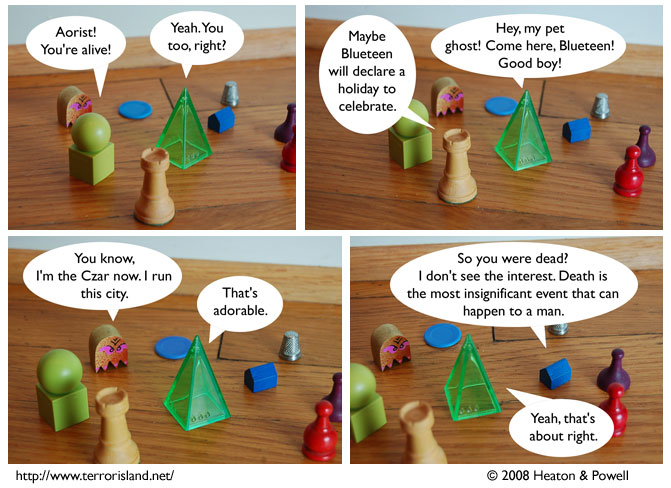 Aorist!
You're alive!
Yeah. You
too, right?
Maybe
Blueteen
will declare a
holiday to
celebrate.
Hey, my pet
ghost! Come here, Blueteen!
Good boy!
You know,
I'm the Czar now. I run
this city.
That's
adorable.
So you were dead?
I don't see the interest. Death is
the most insignificant event that can
happen to a man.
Yeah, that's
about right.
http://www.terrorisland.net/
© 2008 Heaton & Powell